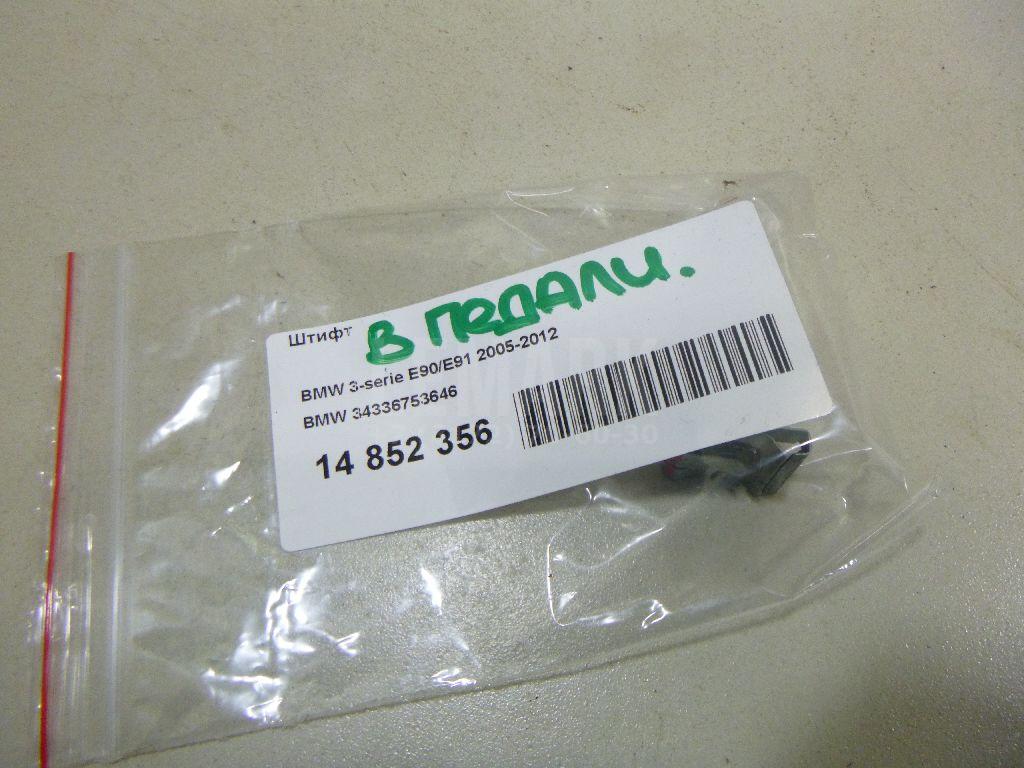 Штифт
В ПЕДАЛИ.
BMW 3-serie E90/E91 2005-2012
BMW 34336753646
14 852 356